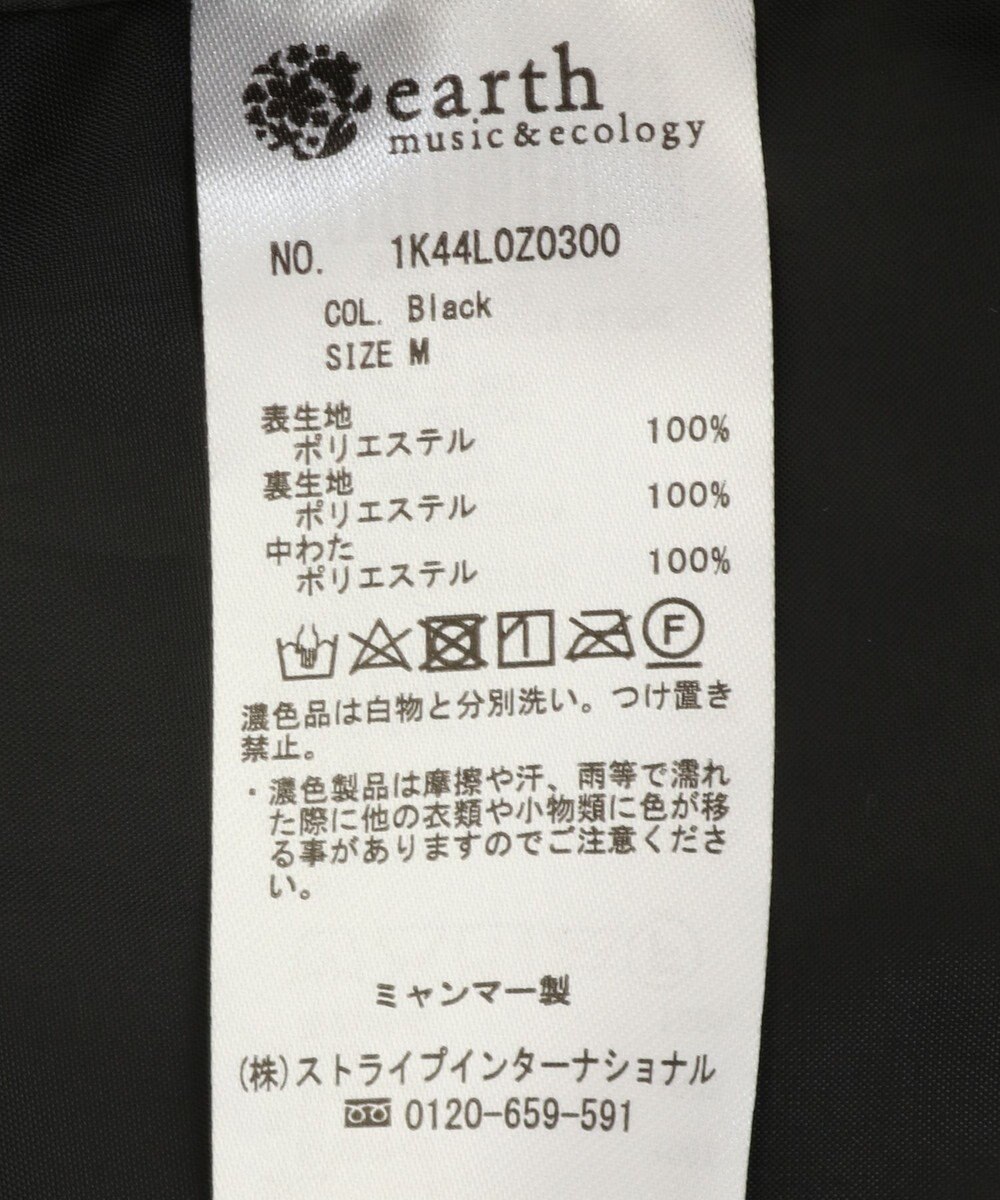 earth
music&ecology
NO. 1K44L0Z0300
COL. Black
SIZE M
表生地
ポリエステル 100%
裏生地
ポリエステル 100%
中わた
ポリエステル 100%
F
濃色品は白物と分別洗い。つけ置き
禁止。
・濃色製品は摩擦や汗、雨等で濡れ
た際に他の衣類や小物類に色が移
る事がありますのでご注意くださ
い。
ミャンマー製
(株)ストライプインターナショナル
0120-659-591